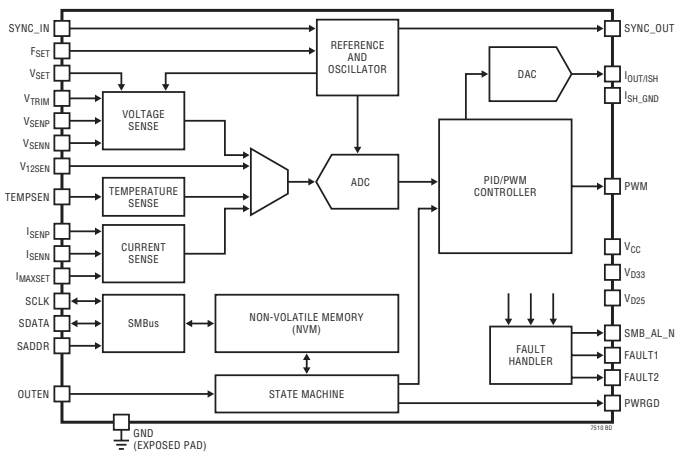 SYNC_IN
FSET
VSET
VTRIM
VSENP
VSENN
V12SEN
TEMPSEN
ISENP
ISENN
IMAXSET
SCLK
SDATA
SADDR
OUTEN
GND
(EXPOSED PAD)
VOLTAGE
SENSE
TEMPERATURE
SENSE
CURRENT
SENSE
SMBus
REFERENCE
AND
OSCILLATOR
ADC
NON-VOLATILE MEMORY
(NVM)
STATE MACHINE
DAC
PID/PWM
CONTROLLER
FAULT
HANDLER
SYNC_OUT
IOUT/ISH
ISH_GND
PWM
VCC
VD33
VD25
SMB_AL_N
FAULT1
FAULT2
PWRGD
7510 BD